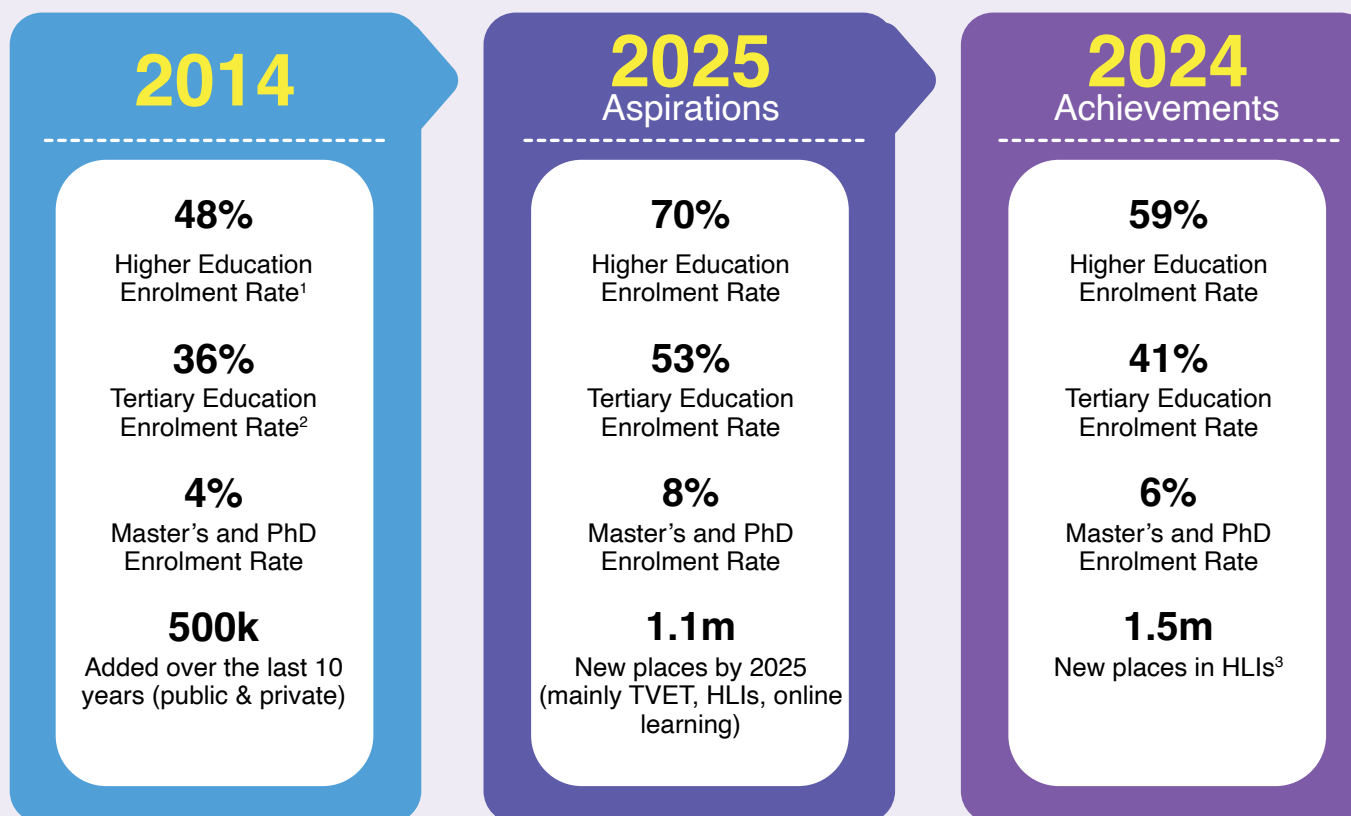 2014
48%
Higher Education
Enrolment Rate¹
36%
Tertiary Education
Enrolment Rate²
4%
Master’s and PhD
Enrolment Rate
500k
Added over the last 10
years (public & private)
2025
Aspirations
70%
Higher Education
Enrolment Rate
53%
Tertiary Education
Enrolment Rate
8%
Master’s and PhD
Enrolment Rate
1.1m
New places by 2025
(mainly TVET, HLIs, online
learning)
2024
Achievements
59%
Higher Education
Enrolment Rate
41%
Tertiary Education
Enrolment Rate
6%
Master’s and PhD
Enrolment Rate
1.5m
New places in HLIs³